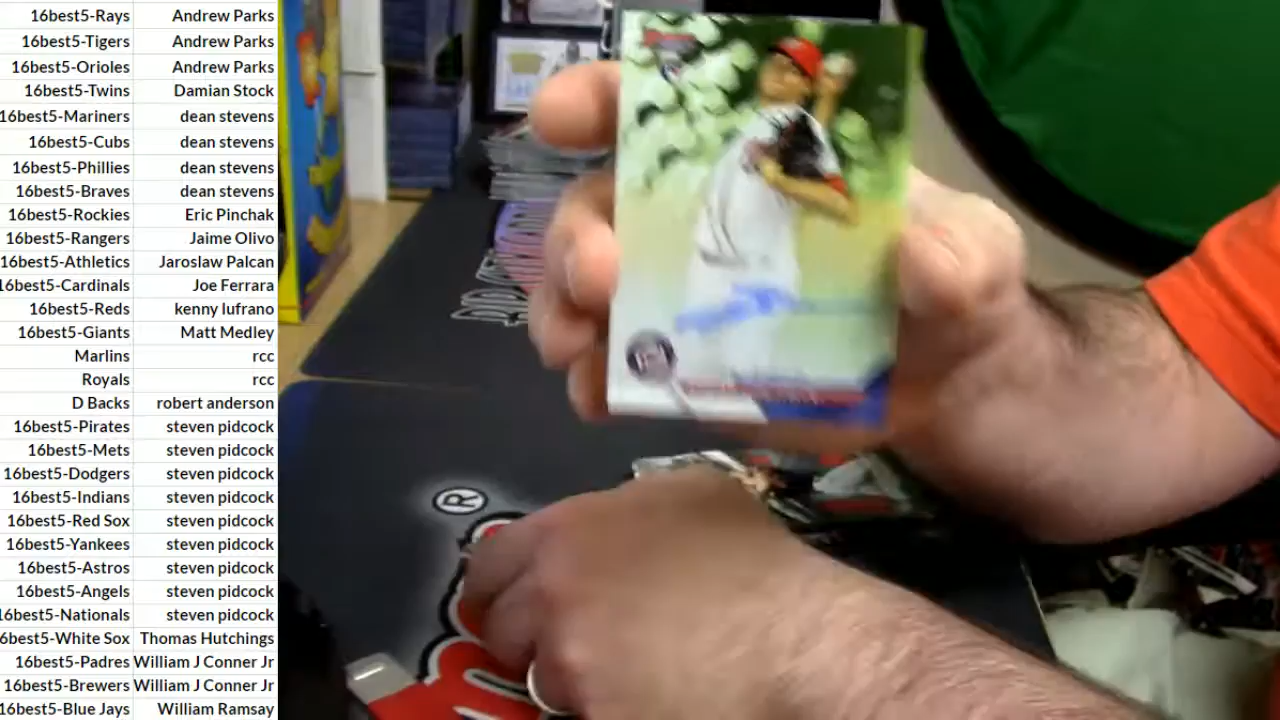 16best5-Rays Andrew Parks
16best5-Tigers Andrew Parks
16best5-Orioles Andrew Parks
16best5-Twins Damian Stock
16best5-Mariners dean stevens
16best5-Cubs dean stevens
16best5-Phillies dean stevens
16best5-Braves dean stevens
16best5-Rockies Eric Pinchak
16best5-Rangers Jaime Olivo
16best5-Athletics Jaroslaw Palcan
16best5-Cardinals Joe Ferrara
16best5-Reds kenny lufrano
16best5-Giants Matt Medley
Marlins rcc
Royals rcc
D Backs robert anderson
16best5-Pirates steven pidcock
16best5-Mets steven pidcock
16best5-Dodgers steven pidcock
16best5-Indians steven pidcock
16best5-Red Sox steven pidcock
16best5-Yankees steven pidcock
16best5-Astros steven pidcock
16best5-Angels steven pidcock
16best5-Nationals steven pidcock
6best5-White Sox Thomas Hutchings
16best5-Padres William J Conner Jr
16best5-Brewers William J Conner Jr
16best5-Blue Jays William Ramsay
®